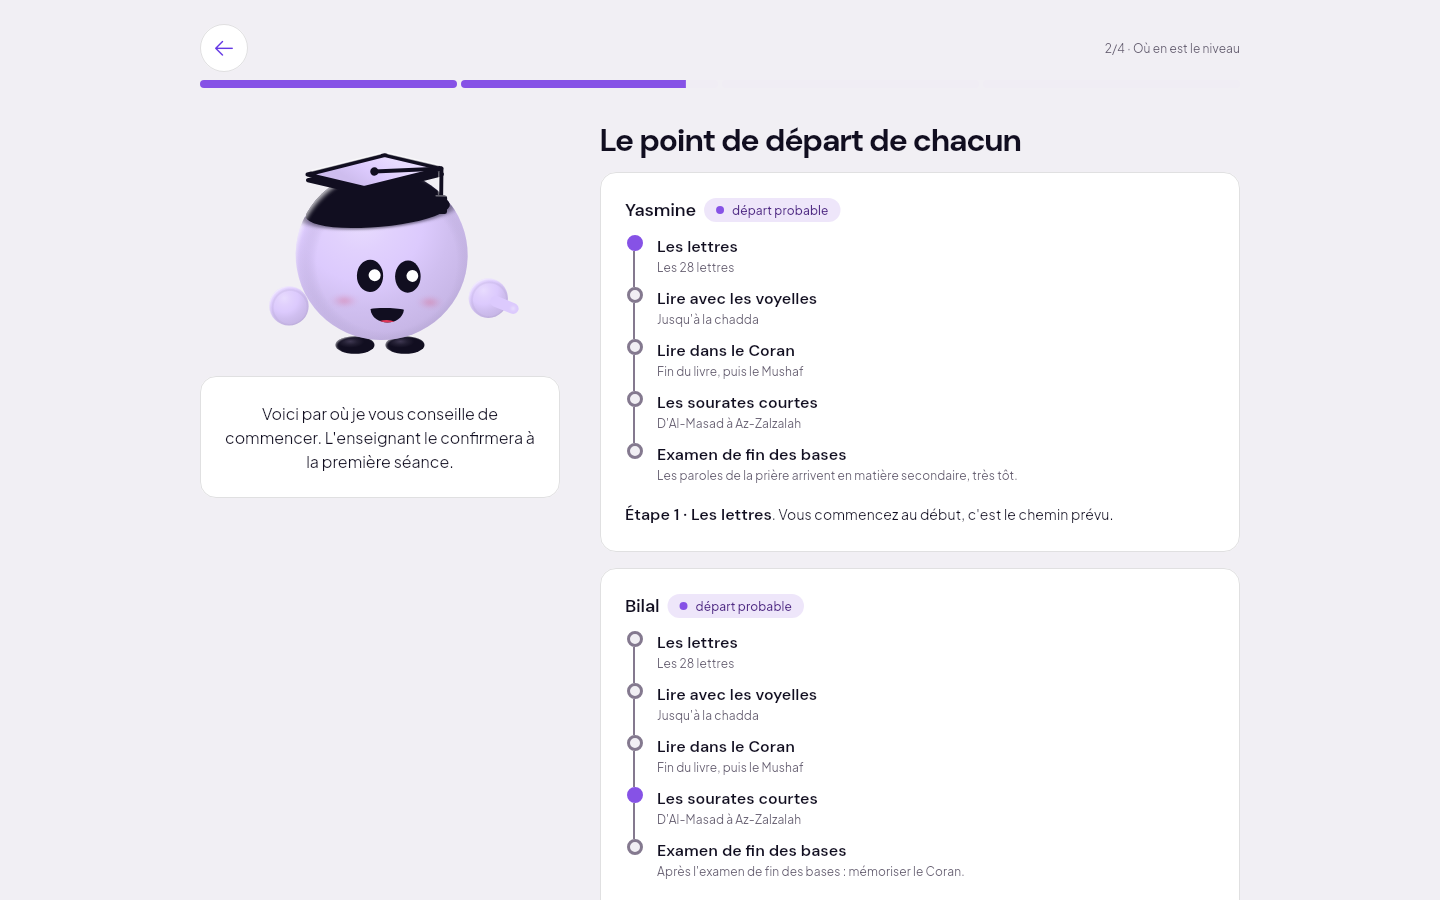 2/4 · Où en est le niveau
Le point de départ de chacun
Voici par où je vous conseille de
commencer. L'enseignant le confirmera à
la première séance.
Yasmine
départ probable
Les lettres
Les 28 lettres
Lire avec les voyelles
Jusqu'à la chadda
Lire dans le Coran
Fin du livre, puis le Mushaf
Les sourates courtes
D'Al-Masad à Az-Zalzalah
Examen de fin des bases
Les paroles de la prière arrivent en matière secondaire, très tôt.
Étape 1 · Les lettres. Vous commencez au début, c'est le chemin prévu.
Bilal
départ probable
Les lettres
Les 28 lettres
Lire avec les voyelles
Jusqu'à la chadda
Lire dans le Coran
Fin du livre, puis le Mushaf
Les sourates courtes
D'Al-Masad à Az-Zalzalah
Examen de fin des bases
Après l'examen de fin des bases : mémoriser le Coran.